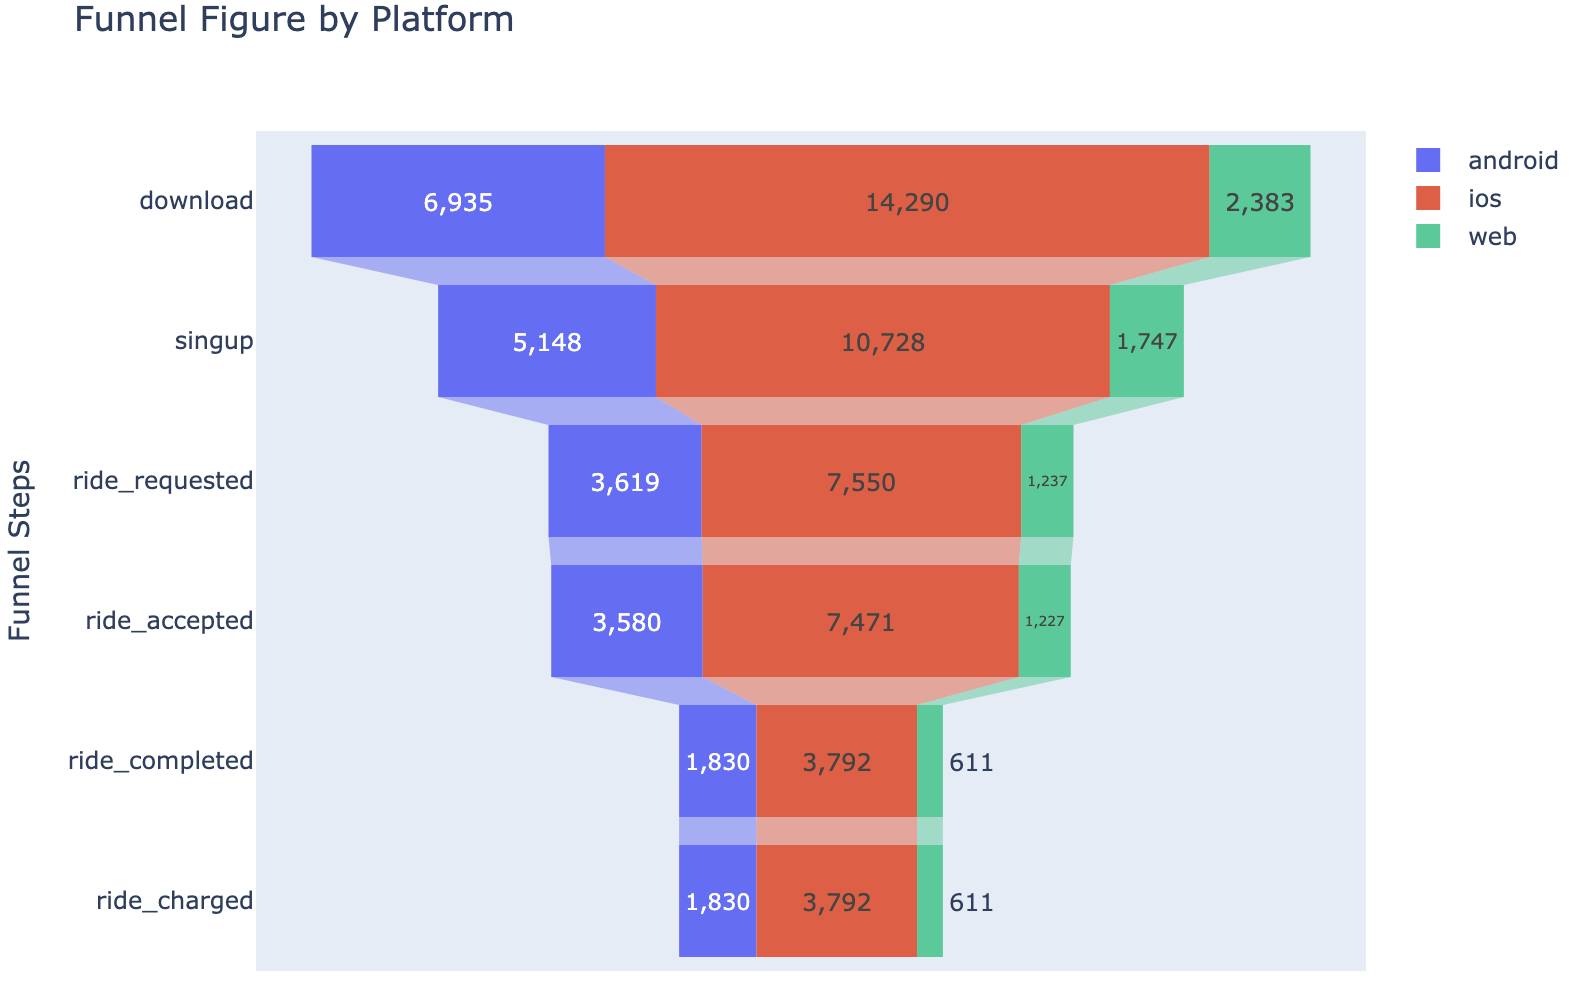 Funnel Figure by Platform
android
ios
web
Funnel Steps
download
6,935 14,290 2,383
singup
5,148 10,728 1,747
ride_requested
3,619 7,550 1,237
ride_accepted
3,580 7,471 1,227
ride_completed
1,830 3,792 611
ride_charged
1,830 3,792 611